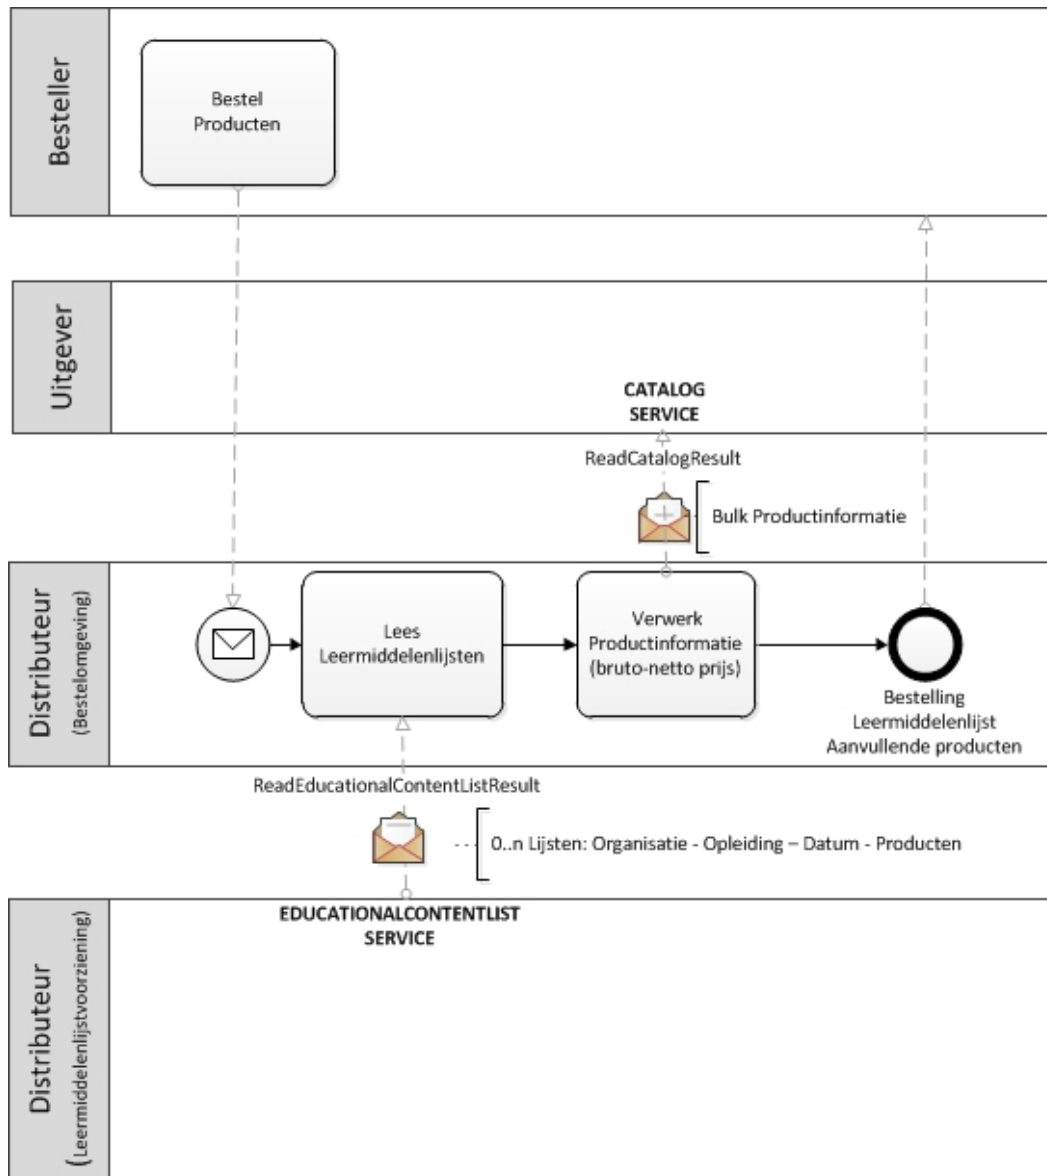 Besteller
Bestel
Producten
Uitgever
CATALOG
SERVICE
ReadCatalogResult
Bulk Productinformatie
Distributeur
(Bestelomgeving)
Lees
Leermiddelenlijsten
Verwerk
Productinformatie
(bruto-netto prijs)
Bestelling
Leermiddelenlijst
Aanvullende producten
ReadEducationalContentListResult
0..n Lijsten: Organisatie - Opleiding – Datum - Producten
EDUCATIONALCONTENTLIST
SERVICE
Distributeur
(Leermiddelenlijstvoorziening)